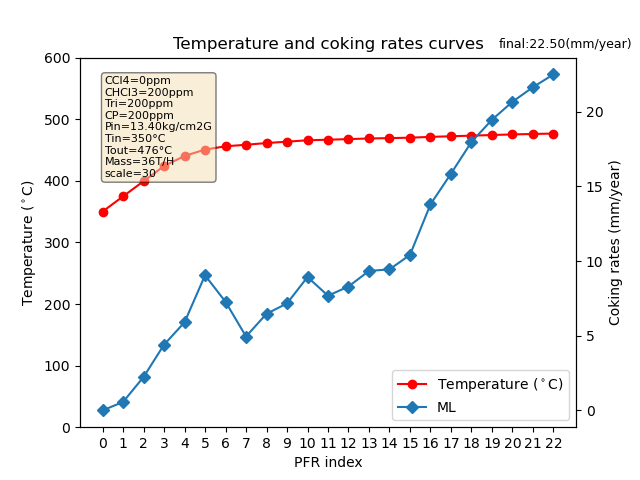 Temperature and coking rates curves
final:22.50(mm/year)
CCl4=0ppm
CHCl3=200ppm
Tri=200ppm
CP=200ppm
Pin=13.40kg/cm2G
Tin=350°C
Tout=476°C
Mass=36T/H
scale=30
600
500
400
300
200
100
0
Temperature (°C)
20
15
10
5
0
Coking rates (mm/year)
Temperature (°C)
ML
0 1 2 3 4 5 6 7 8 9 10 11 12 13 14 15 16 17 18 19 20 21 22
PFR index